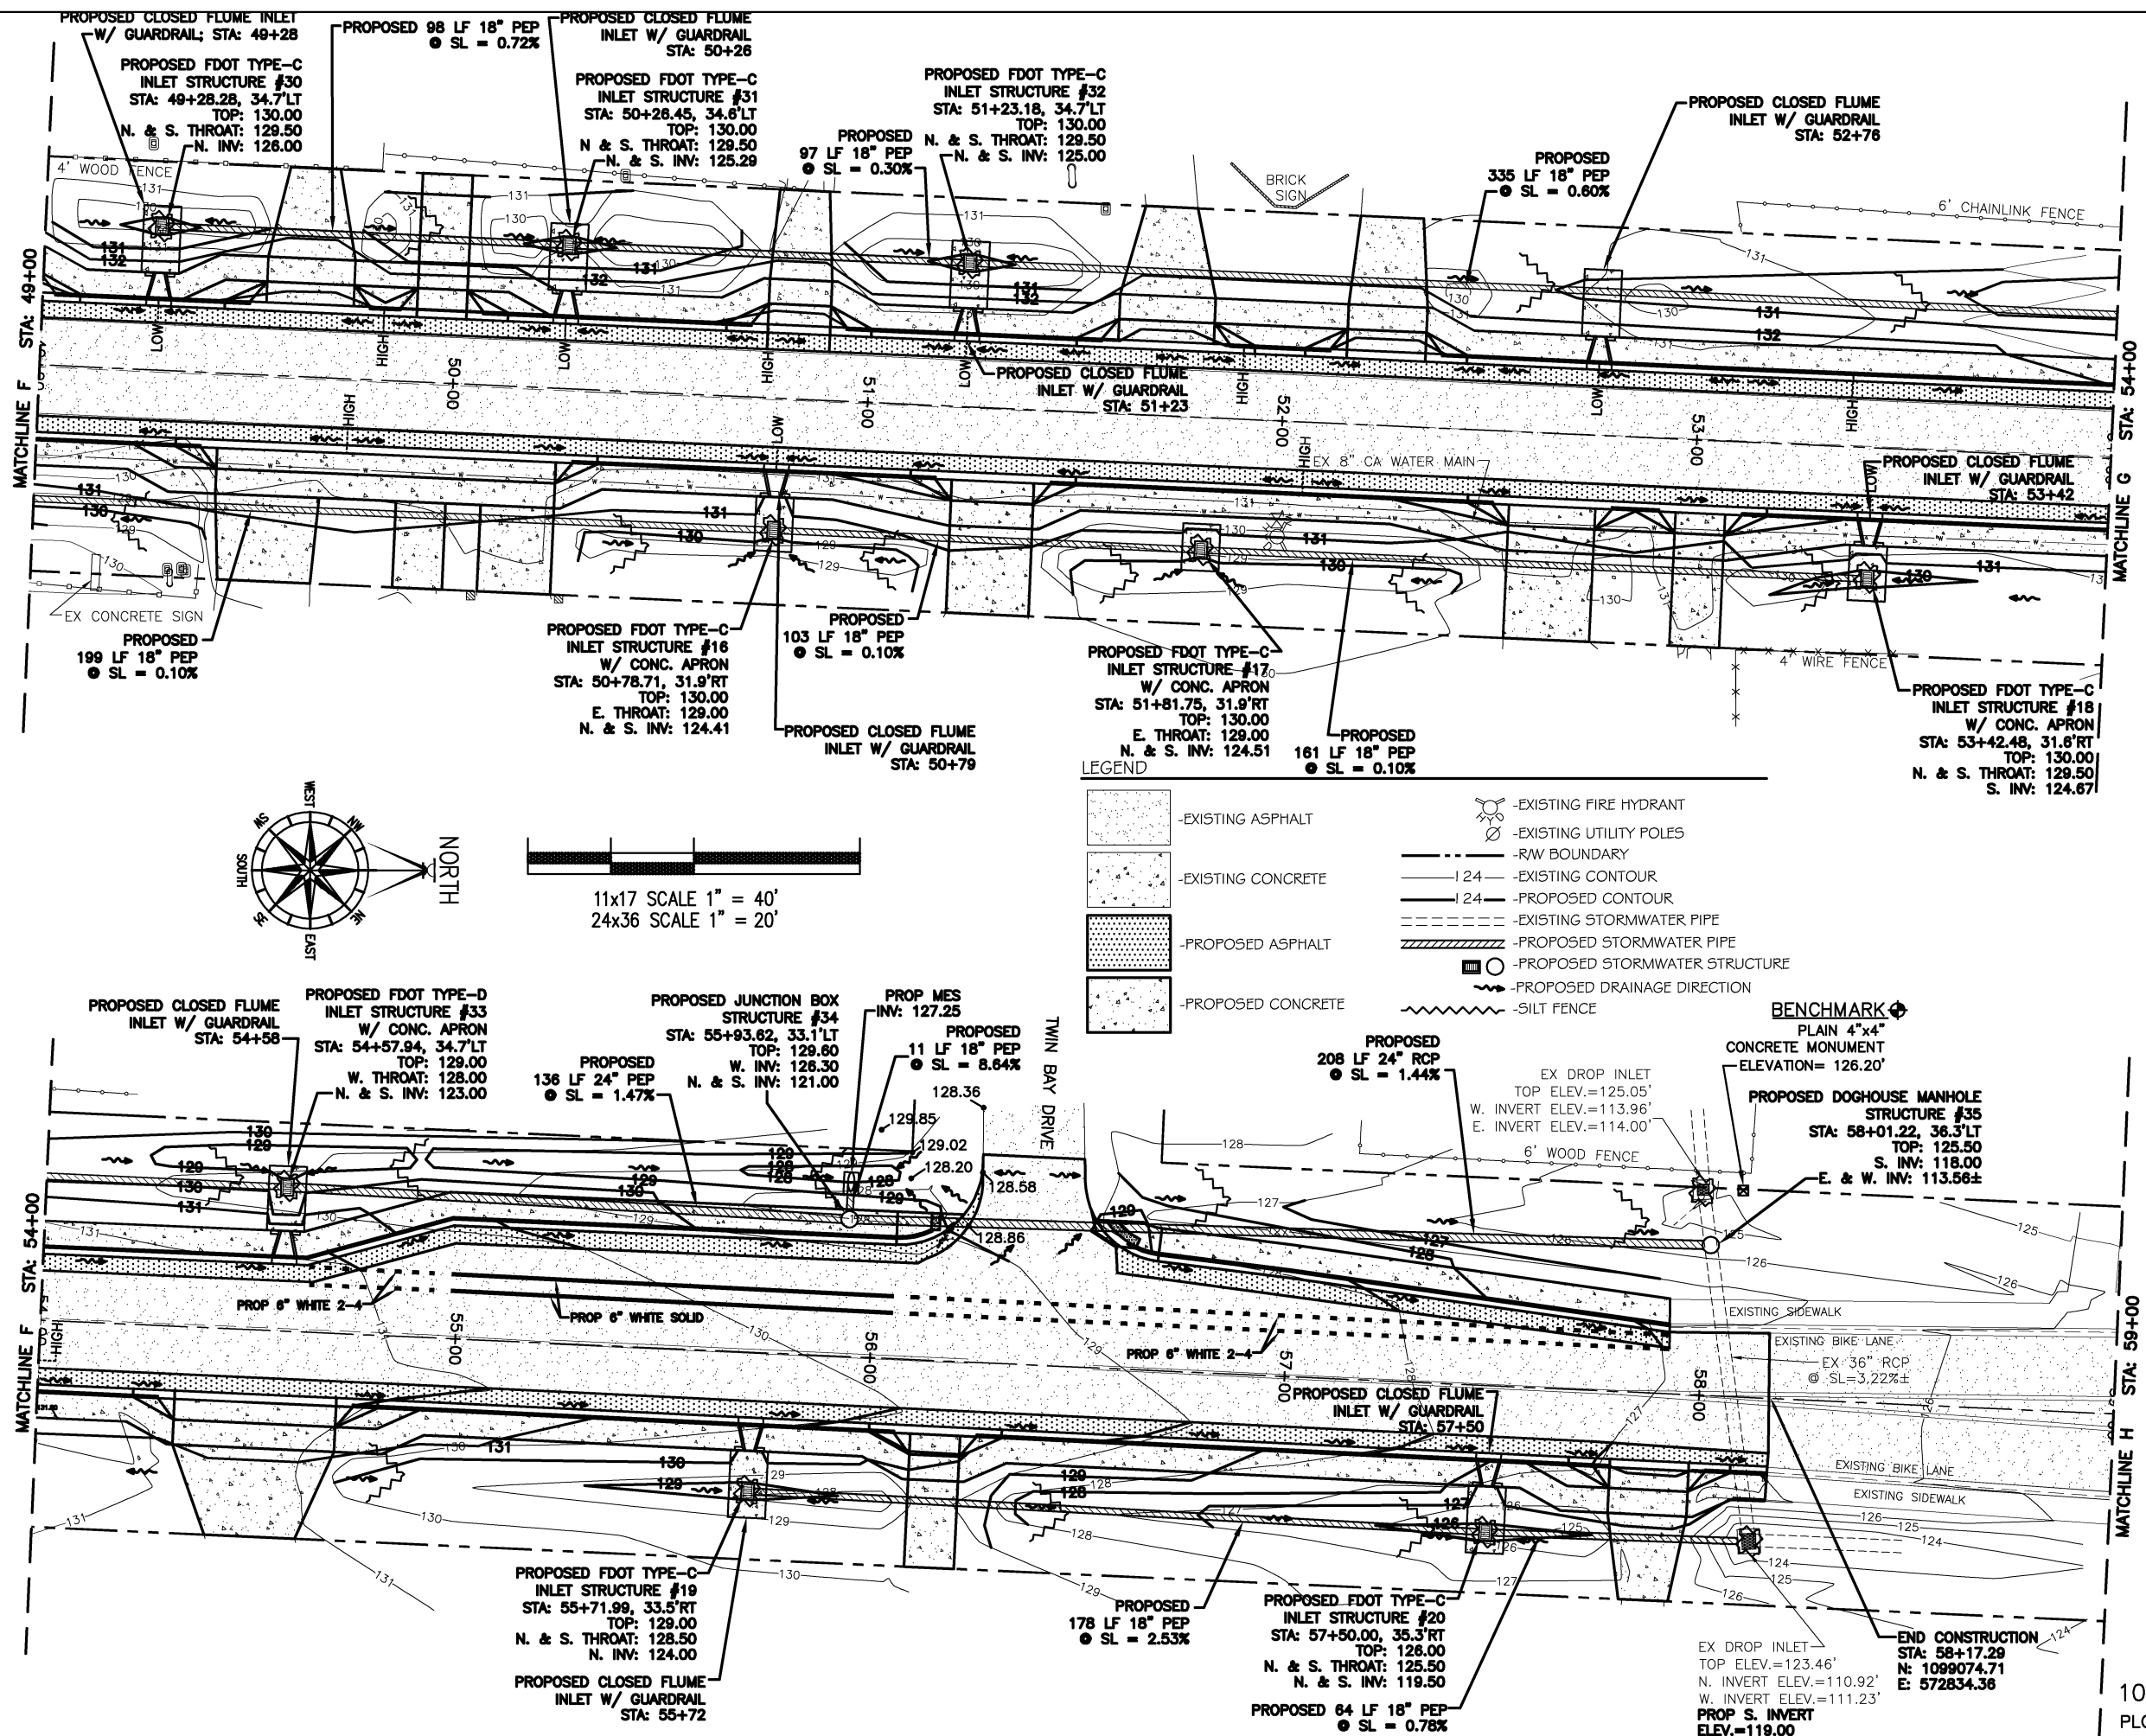 PROPOSED CLOSED FLUME INLET
W/ GUARDRAIL; STA: 49+28
PROPOSED FDOT TYPE-C
INLET STRUCTURE #30
STA: 49+28.28, 34.7'LT
TOP: 130.00
N. & S. THROAT: 129.50
N. INV: 126.00
PROPOSED 98 LF 18" PEP
@ SL = 0.72%
PROPOSED CLOSED FLUME
INLET W/ GUARDRAIL
STA: 50+26
PROPOSED FDOT TYPE-C
INLET STRUCTURE #31
STA: 50+26.45, 34.6'LT
TOP: 130.00
N & S. THROAT: 129.50
N. & S. INV: 125.29
PROPOSED
97 LF 18" PEP
@ SL = 0.30%
PROPOSED FDOT TYPE-C
INLET STRUCTURE #32
STA: 51+23.18, 34.7'LT
TOP: 130.00
N. & S. THROAT: 129.50
N. & S. INV: 125.00
PROPOSED
335 LF 18" PEP
@ SL = 0.60%
PROPOSED CLOSED FLUME
INLET W/ GUARDRAIL
STA: 52+76
4' WOOD FENCE
BRICK
SIGN
6' CHAINLINK FENCE
MATCHLINE F STA: 49+00
50+00
51+00
52+00
53+00
MATCHLINE G STA: 54+00
131
132
130
LOW
HIGH
LOW
HIGH
LOW
HIGH
LOW
HIGH
PROPOSED CLOSED FLUME
INLET W/ GUARDRAIL
STA: 51+23
HIGH
LOW
HIGH
LOW
EX 8" CA WATER MAIN
PROPOSED CLOSED FLUME
INLET W/ GUARDRAIL
STA: 53+42
EX CONCRETE SIGN
PROPOSED
199 LF 18" PEP
@ SL = 0.10%
PROPOSED FDOT TYPE-C
INLET STRUCTURE #16
W/ CONC. APRON
STA: 50+78.71, 31.9'RT
TOP: 130.00
E. THROAT: 129.00
N. & S. INV: 124.41
PROPOSED
103 LF 18" PEP
@ SL = 0.10%
PROPOSED CLOSED FLUME
INLET W/ GUARDRAIL
STA: 50+79
PROPOSED FDOT TYPE-C
INLET STRUCTURE #17
W/ CONC. APRON
STA: 51+81.75, 31.9'RT
TOP: 130.00
E. THROAT: 129.00
N. & S. INV: 124.51
PROPOSED
161 LF 18" PEP
@ SL = 0.10%
4' WIRE FENCE
PROPOSED FDOT TYPE-C
INLET STRUCTURE #18
W/ CONC. APRON
STA: 53+42.48, 31.6'RT
TOP: 130.00
N. & S. THROAT: 129.50
S. INV: 124.67
WEST
NW
NE
EAST
SE
SOUTH
SW
NORTH
11x17 SCALE 1" = 40'
24x36 SCALE 1" = 20'
LEGEND
-EXISTING ASPHALT
-EXISTING CONCRETE
-PROPOSED ASPHALT
-PROPOSED CONCRETE
-EXISTING FIRE HYDRANT
-EXISTING UTILITY POLES
-R/W BOUNDARY
124 -EXISTING CONTOUR
124 -PROPOSED CONTOUR
-EXISTING STORMWATER PIPE
-PROPOSED STORMWATER PIPE
-PROPOSED STORMWATER STRUCTURE
-PROPOSED DRAINAGE DIRECTION
-SILT FENCE
BENCHMARK
PLAIN 4"x4"
CONCRETE MONUMENT
ELEVATION= 126.20'
PROPOSED CLOSED FLUME
INLET W/ GUARDRAIL
STA: 54+58
PROPOSED FDOT TYPE-D
INLET STRUCTURE #33
W/ CONC. APRON
STA: 54+57.94, 34.7'LT
TOP: 129.00
W. THROAT: 128.00
N. & S. INV: 123.00
PROPOSED
136 LF 24" PEP
@ SL = 1.47%
PROPOSED JUNCTION BOX
STRUCTURE #34
STA: 55+93.62, 33.1'LT
TOP: 129.60
W. INV: 126.30
N. & S. INV: 121.00
PROP MES
INV: 127.25
PROPOSED
11 LF 18" PEP
@ SL = 8.64%
128.36
129.85
129.02
128.20
128.58
128.86
TWIN BAY DRIVE
PROPOSED
208 LF 24" RCP
@ SL = 1.44%
EX DROP INLET
TOP ELEV.=125.05'
W. INVERT ELEV.=113.96'
E. INVERT ELEV.=114.00'
6' WOOD FENCE
PROPOSED DOGHOUSE MANHOLE
STRUCTURE #35
STA: 58+01.22, 36.3'LT
TOP: 125.50
S. INV: 118.00
E. & W. INV: 113.56±
MATCHLINE F STA: 54+00
HIGH
55+00
56+00
57+00
58+00
MATCHLINE H STA: 59+00
PROP 6" WHITE 2-4
PROP 6" WHITE SOLID
PROP 6" WHITE 2-4
EXISTING SIDEWALK
EXISTING BIKE LANE
EX 36" RCP
@ SL=3.22%±
PROPOSED CLOSED FLUME
INLET W/ GUARDRAIL
STA: 57+50
EXISTING BIKE LANE
EXISTING SIDEWALK
PROPOSED FDOT TYPE-C
INLET STRUCTURE #19
STA: 55+71.99, 33.5'RT
TOP: 129.00
N. & S. THROAT: 128.50
N. INV: 124.00
PROPOSED CLOSED FLUME
INLET W/ GUARDRAIL
STA: 55+72
PROPOSED
178 LF 18" PEP
@ SL = 2.53%
PROPOSED FDOT TYPE-C
INLET STRUCTURE #20
STA: 57+50.00, 35.3'RT
TOP: 126.00
N. & S. THROAT: 125.50
N. & S. INV: 119.50
PROPOSED 64 LF 18" PEP
@ SL = 0.78%
EX DROP INLET
TOP ELEV.=123.46'
N. INVERT ELEV.=110.92'
W. INVERT ELEV.=111.23'
PROP S. INVERT
ELEV.=119.00
END CONSTRUCTION
STA: 58+17.29
N: 1099074.71
E: 572834.36
10